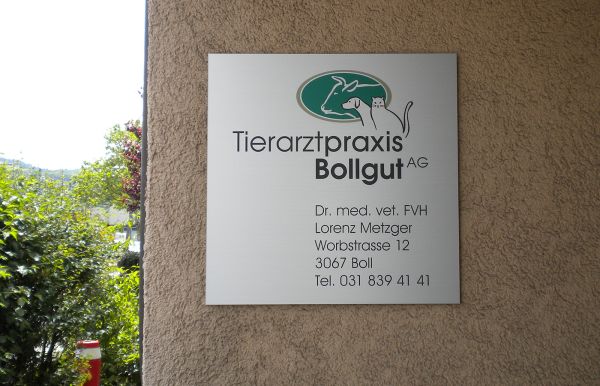 Tierarztpraxis
Bollgut AG
Dr. med. vet. FVH
Lorenz Metzger
Worbstrasse 12
3067 Boll
Tel. 031 839 41 41